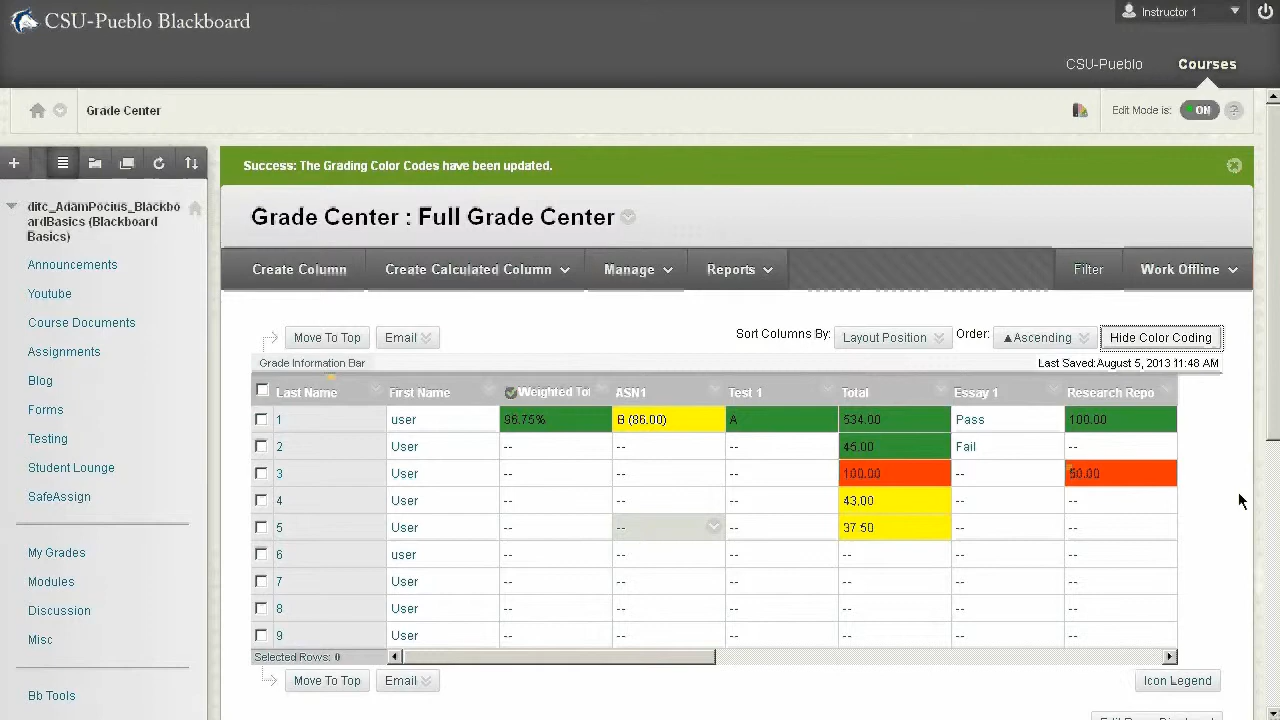 CSU-Pueblo Blackboard
Instructor 1
CSU-Pueblo Courses
Grade Center
Edit Mode is: ON
Success: The Grading Color Codes have been updated.
ditc_AdamPocius_Blackbo
ardBasics (Blackboard
Basics)
Announcements
Youtube
Course Documents
Assignments
Blog
Forms
Testing
Student Lounge
SafeAssign
My Grades
Modules
Discussion
Misc
Bb Tools
Grade Center : Full Grade Center
Create Column Create Calculated Column Manage Reports Filter Work Offline
Move To Top Email Sort Columns By: Layout Position Order: ▲Ascending Hide Color Coding
Grade Information Bar Last Saved:August 5, 2013 11:48 AM
Last Name First Name Weighted Tot ASN1 Test 1 Total Essay 1 Research Repo
1 user 96.75% B (86.00) A 534.00 Pass 100.00
2 User -- -- -- 45.00 Fail --
3 User -- -- -- 100.00 -- 50.00
4 User -- -- -- 43.00 -- --
5 User -- -- -- 37.50 -- --
6 user -- -- -- -- -- --
7 User -- -- -- -- -- --
8 User -- -- -- -- -- --
9 User -- -- -- -- -- --
Selected Rows: 0
Move To Top Email Icon Legend